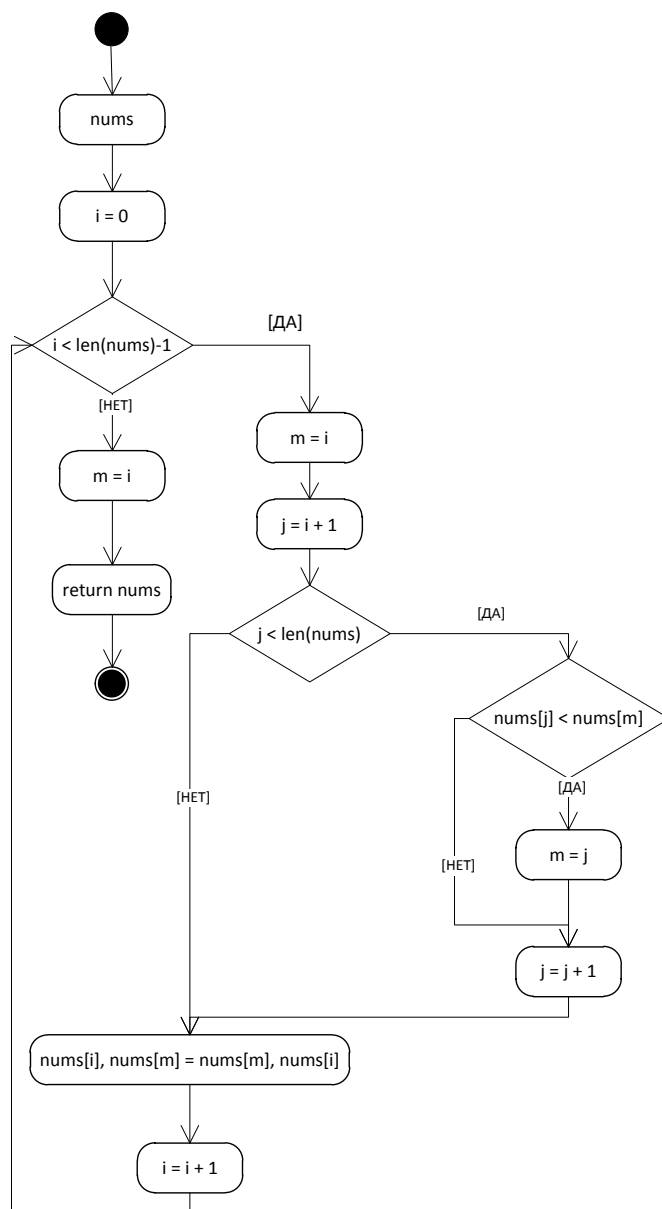 nums
i = 0
i < len(nums)-1
[ДА]
[НЕТ]
m = i
m = i
j = i + 1
return nums
j < len(nums)
[ДА]
nums[j] < nums[m]
[НЕТ]
[ДА]
m = j
[НЕТ]
j = j + 1
nums[i], nums[m] = nums[m], nums[i]
i = i + 1